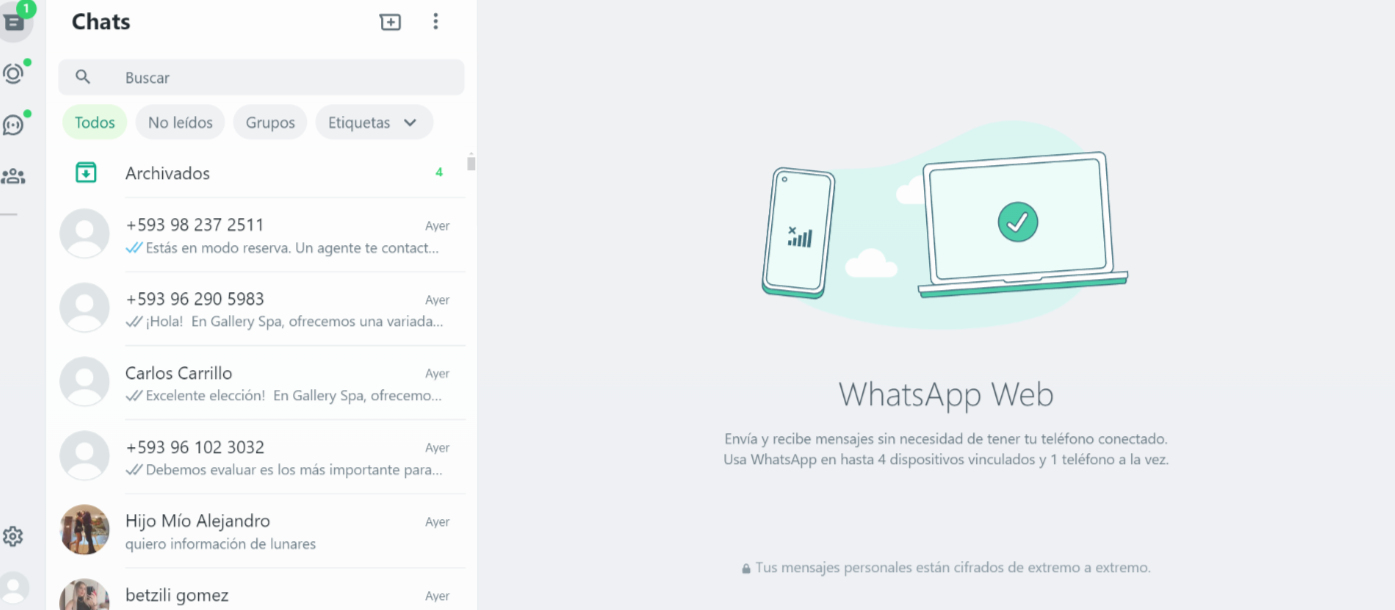 1
Chats
Buscar
Todos
No leídos
Grupos
Etiquetas
Archivados
4
+593 98 237 2511
Ayer
Estás en modo reserva. Un agente te contact...
+593 96 290 5983
Ayer
¡Hola! En Gallery Spa, ofrecemos una variada...
Carlos Carrillo
Ayer
Excelente elección! En Gallery Spa, ofrecemo...
+593 96 102 3032
Ayer
Debemos evaluar es los más importante para...
Hijo Mío Alejandro
Ayer
quiero información de lunares
betzili gomez
Ayer
WhatsApp Web
Envía y recibe mensajes sin necesidad de tener tu teléfono conectado.
Usa WhatsApp en hasta 4 dispositivos vinculados y 1 teléfono a la vez.
Tus mensajes personales están cifrados de extremo a extremo.